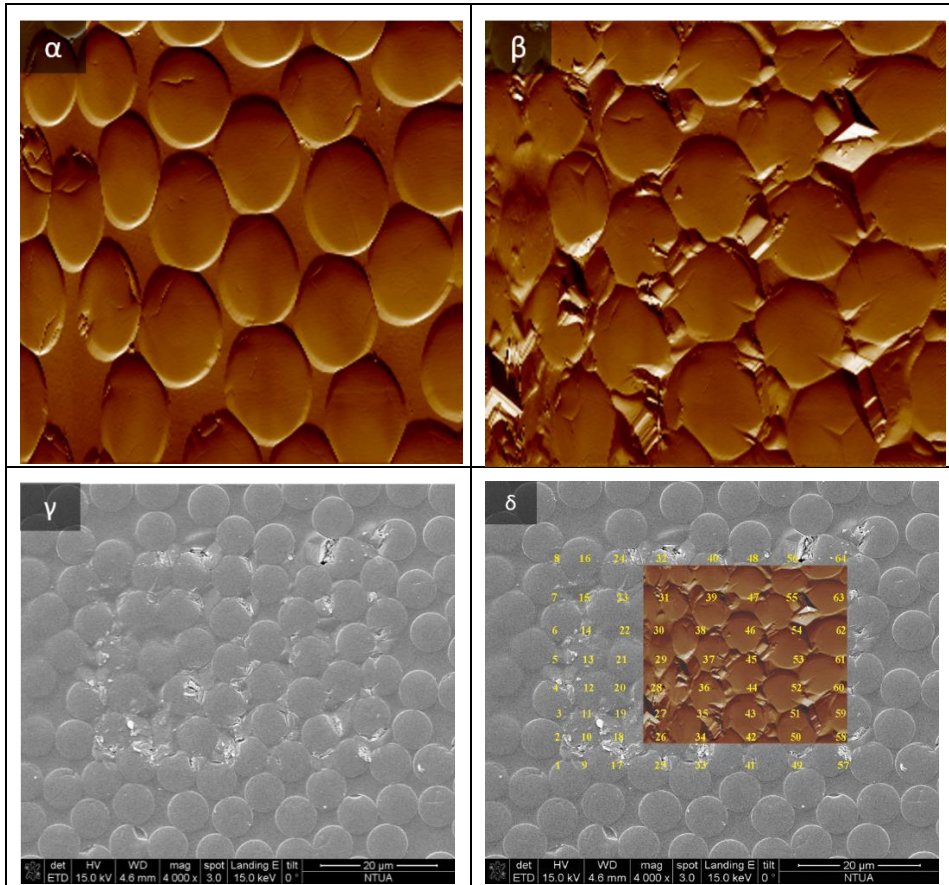 α
β
γ
δ
8 16 24 32 40 48 56 64
7 15 23 31 39 47 55 63
6 14 22 30 38 46 54 62
5 13 21 29 37 45 53 61
4 12 20 28 36 44 52 60
3 11 19 27 35 43 51 59
2 10 18 26 34 42 50 58
1 9 17 25 33 41 49 57
det HV WD mag spot Landing E tilt 20 µm
ETD 15.0 kV 4.6 mm 4 000 x 3.0 15.0 keV 0 ° NTUA
det HV WD mag spot Landing E tilt 20 µm
ETD 15.0 kV 4.6 mm 4 000 x 3.0 15.0 keV 0 ° NTUA